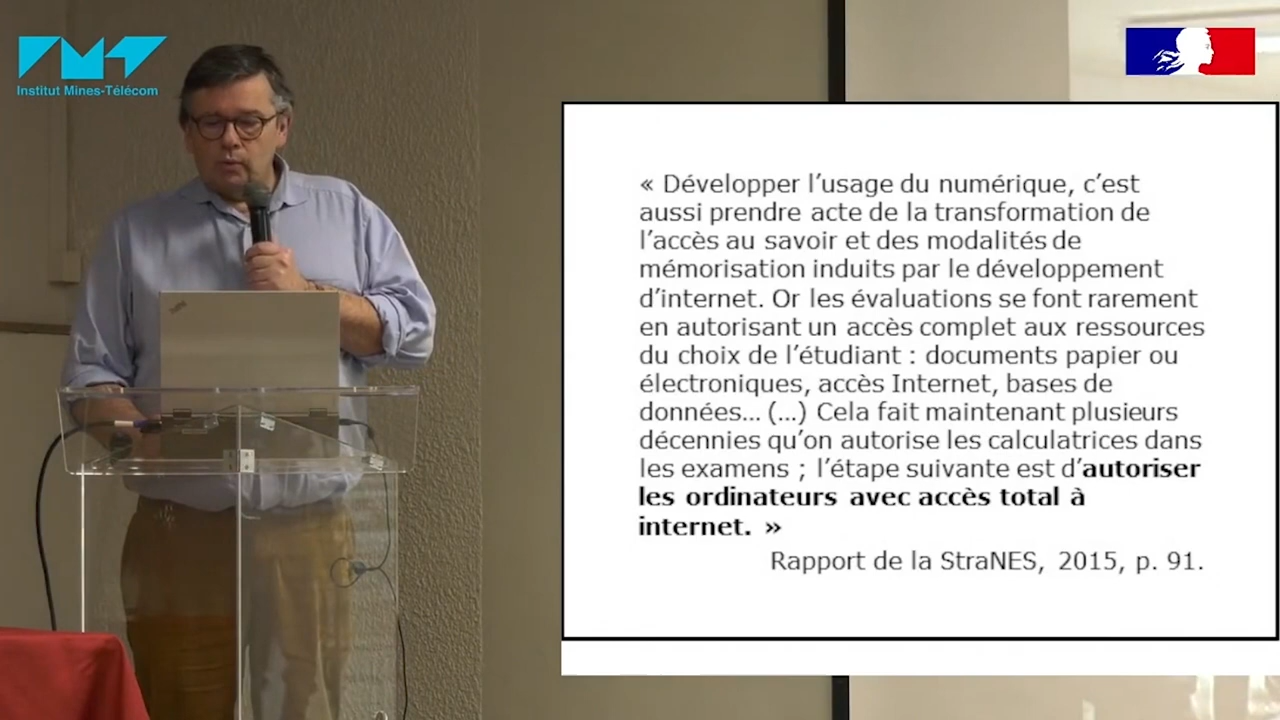 Institut Mines-Télécom
« Développer l’usage du numérique, c’est
aussi prendre acte de la transformation de
l’accès au savoir et des modalités de
mémorisation induits par le développement
d’internet. Or les évaluations se font rarement
en autorisant un accès complet aux ressources
du choix de l’étudiant : documents papier ou
électroniques, accès Internet, bases de
données… (…) Cela fait maintenant plusieurs
décennies qu’on autorise les calculatrices dans
les examens ; l’étape suivante est d’autoriser
les ordinateurs avec accès total à
internet. »
Rapport de la StraNES, 2015, p. 91.